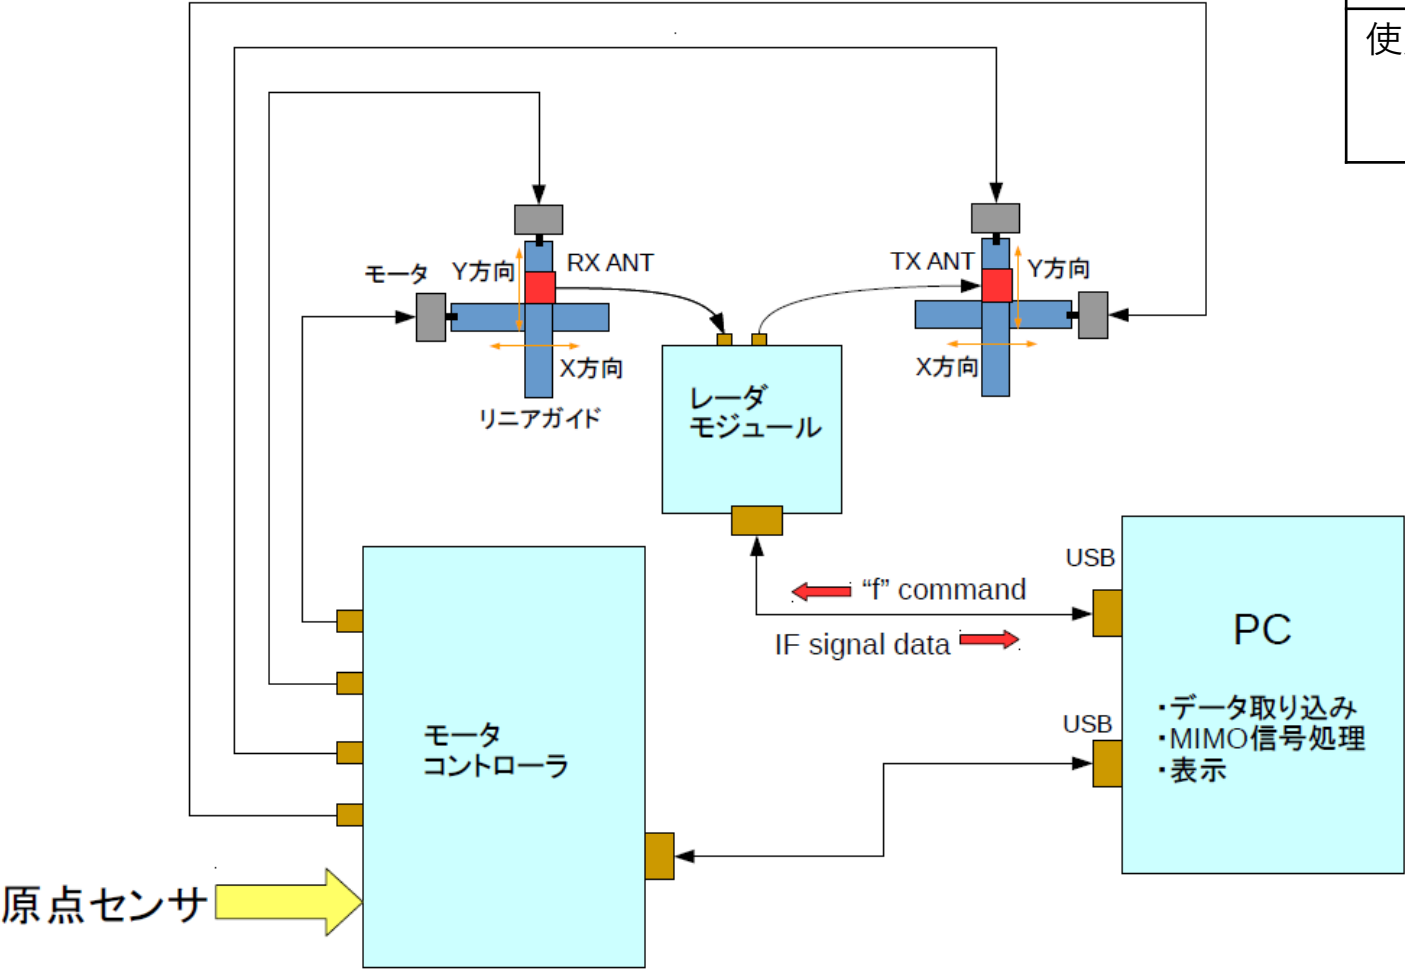 使
モータ
Y方向
RX ANT
TX ANT
Y方向
X方向
X方向
リニアガイド
レーダ
モジュール
USB
“f” command
IF signal data
PC
・データ取り込み
・MIMO信号処理
・表示
USB
モータ
コントローラ
原点センサ